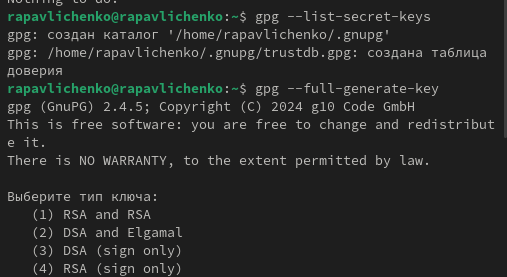 Nothing to do.
rapavlichenko@rapavlichenko:~$ gpg --list-secret-keys
gpg: создан каталог '/home/rapavlichenko/.gnupg'
gpg: /home/rapavlichenko/.gnupg/trustdb.gpg: создана таблица
доверия
rapavlichenko@rapavlichenko:~$ gpg --full-generate-key
gpg (GnuPG) 2.4.5; Copyright (C) 2024 g10 Code GmbH
This is free software: you are free to change and redistribut
e it.
There is NO WARRANTY, to the extent permitted by law.
Выберите тип ключа:
(1) RSA and RSA
(2) DSA and Elgamal
(3) DSA (sign only)
(4) RSA (sign only)